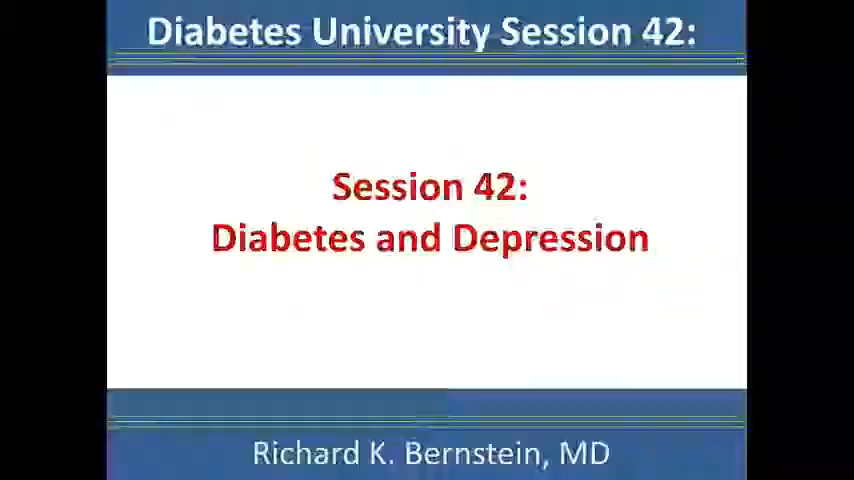 Diabetes University Session 42:
Session 42:
Diabetes and Depression
Richard K. Bernstein, MD